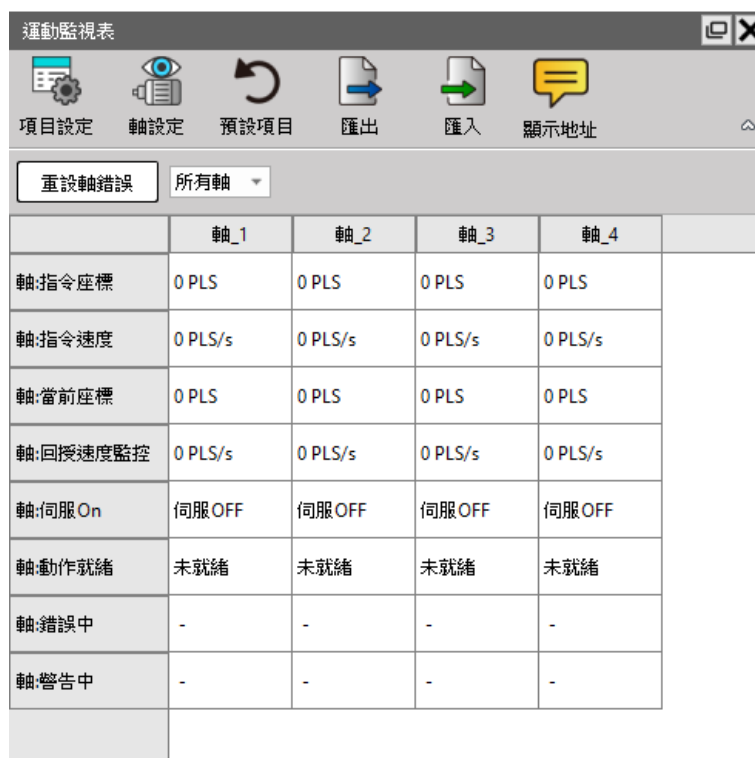 運動監視表
項目設定 軸設定 預設項目 匯出 匯入 顯示地址
重設軸錯誤 所有軸
軸_1 軸_2 軸_3 軸_4
軸:指令座標 0 PLS 0 PLS 0 PLS 0 PLS
軸:指令速度 0 PLS/s 0 PLS/s 0 PLS/s 0 PLS/s
軸:當前座標 0 PLS 0 PLS 0 PLS 0 PLS
軸:回授速度監控 0 PLS/s 0 PLS/s 0 PLS/s 0 PLS/s
軸:伺服On 伺服OFF 伺服OFF 伺服OFF 伺服OFF
軸:動作就緒 未就緒 未就緒 未就緒 未就緒
軸:錯誤中 - - - -
軸:警告中 - - - -